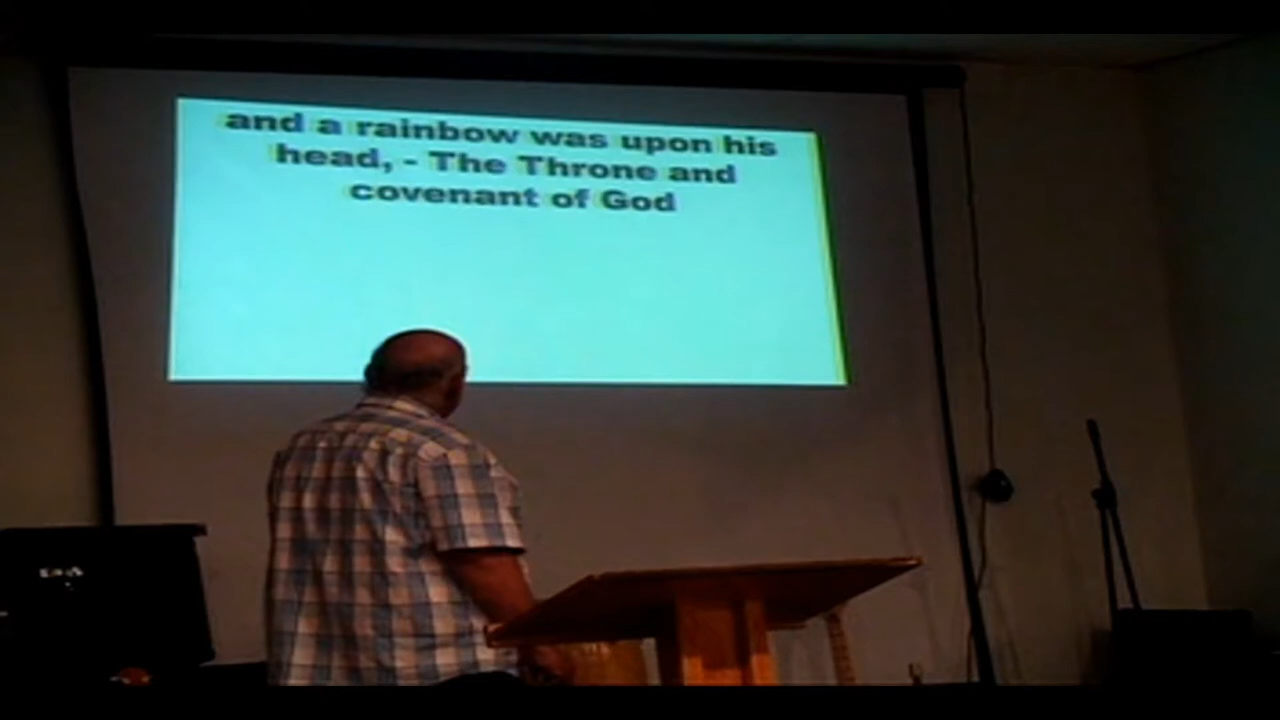 and a rainbow was upon his
head, - The Throne and
covenant of God